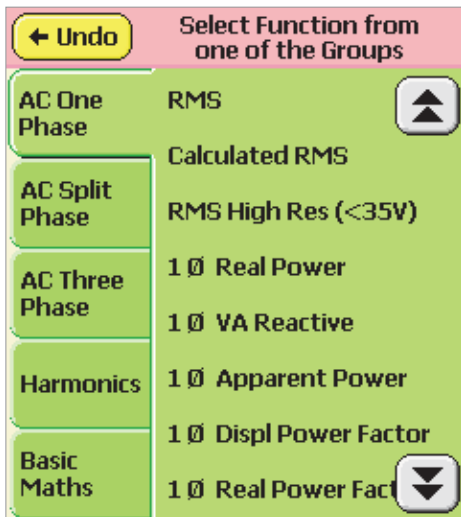 ← Undo
Select Function from
one of the Groups
AC One
Phase
AC Split
Phase
AC Three
Phase
Harmonics
Basic
Maths
RMS
Calculated RMS
RMS High Res (<35V)
1 Ø Real Power
1 Ø VA Reactive
1 Ø Apparent Power
1 Ø Displ Power Factor
1 Ø Real Power Fact